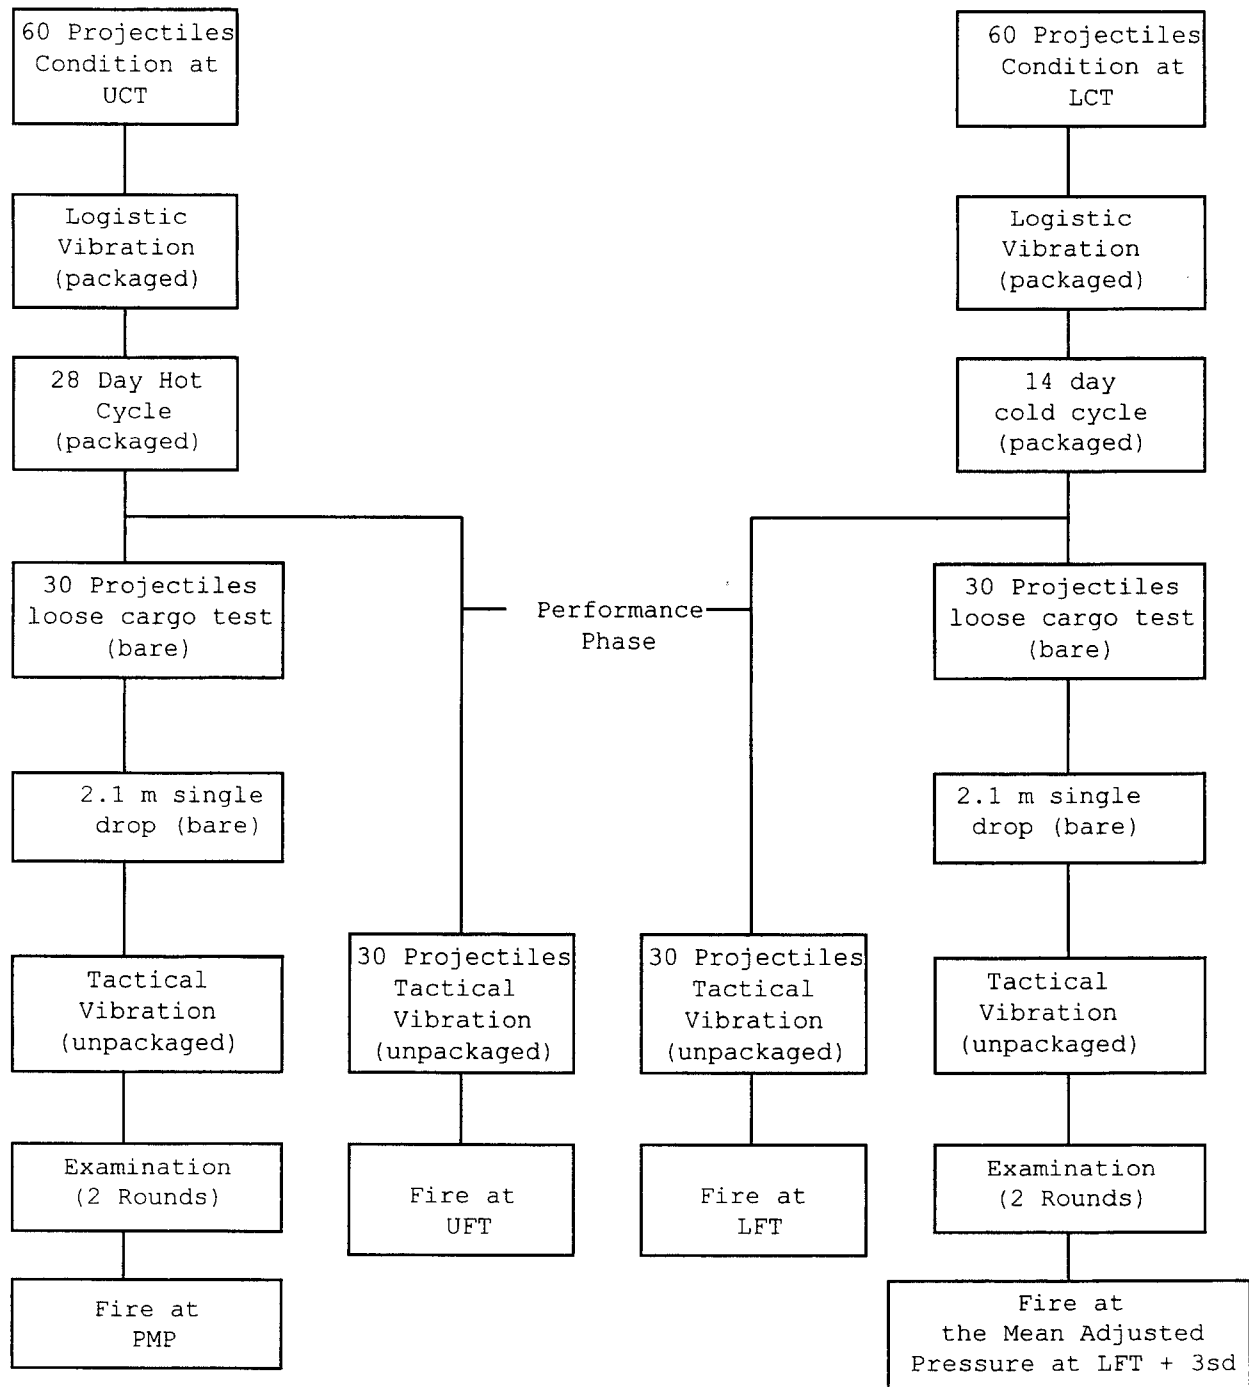 60 Projectiles
Condition at
UCT
60 Projectiles
Condition at
LCT
Logistic
Vibration
(packaged)
Logistic
Vibration
(packaged)
28 Day Hot
Cycle
(packaged)
14 day
cold cycle
(packaged)
30 Projectiles
loose cargo test
(bare)
Performance
Phase
30 Projectiles
loose cargo test
(bare)
2.1 m single
drop (bare)
2.1 m single
drop (bare)
Tactical
Vibration
(unpackaged)
30 Projectiles
Tactical
Vibration
(unpackaged)
30 Projectiles
Tactical
Vibration
(unpackaged)
Tactical
Vibration
(unpackaged)
Examination
(2 Rounds)
Fire at
UFT
Fire at
LFT
Examination
(2 Rounds)
Fire at
PMP
Fire at
the Mean Adjusted
Pressure at LFT + 3sd